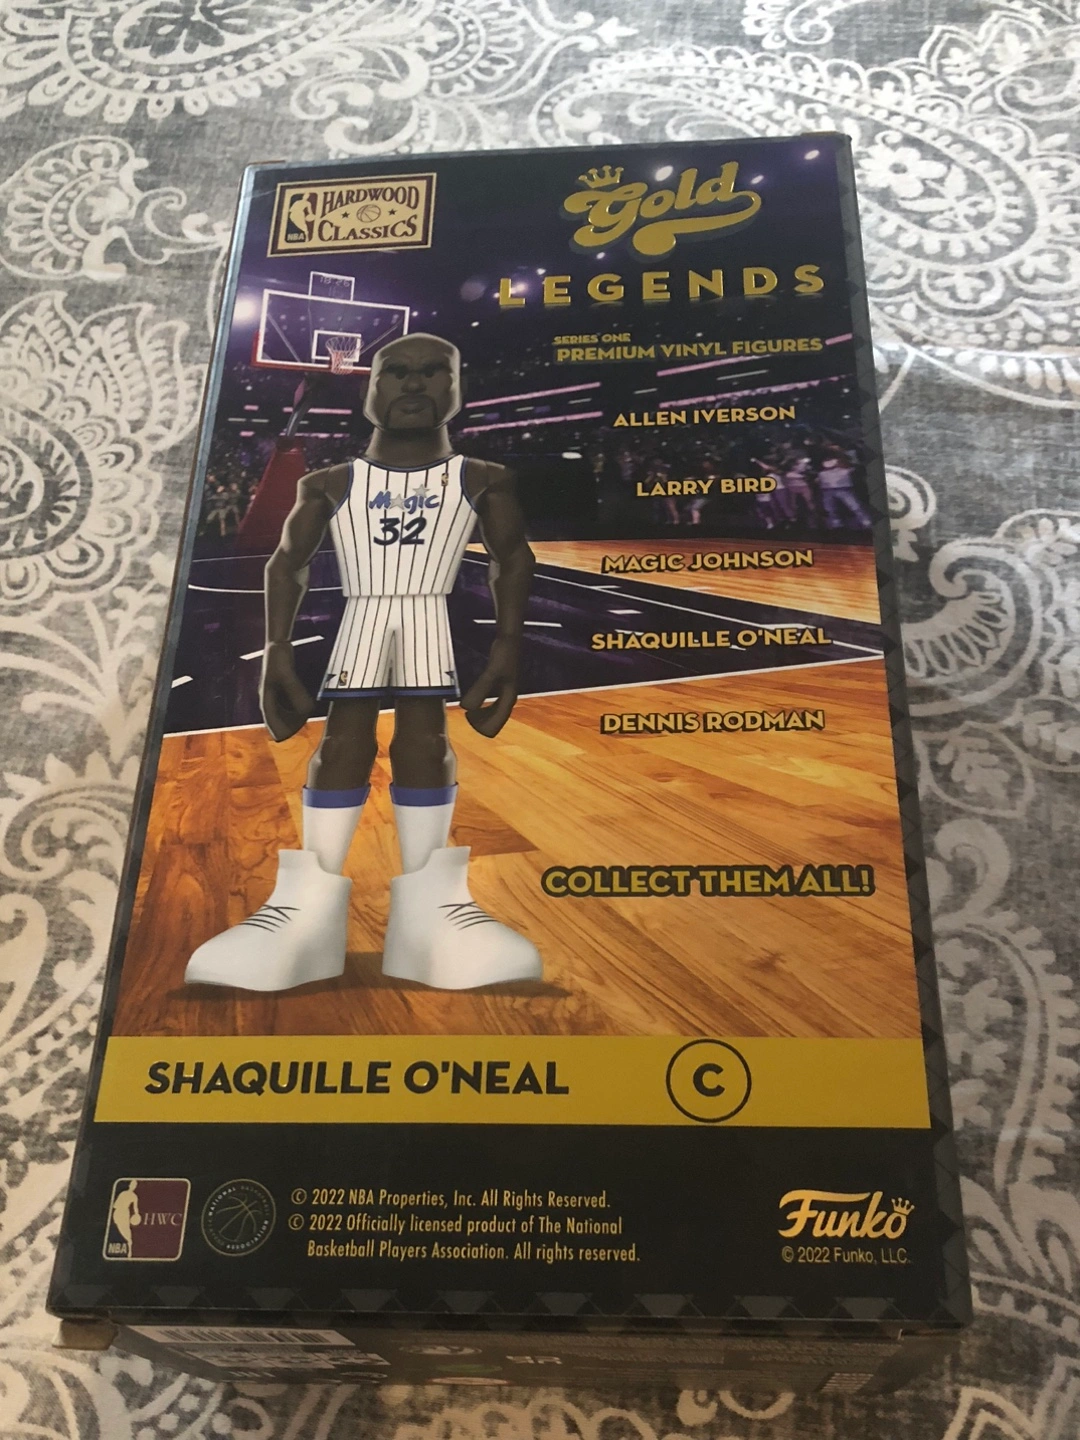 HARDWOOD
CLASSICS
NBA
Gold
LEGENDS
SERIES ONE
PREMIUM VINYL FIGURES
ALLEN IVERSON
LARRY BIRD
MAGIC JOHNSON
SHAQUILLE O'NEAL
DENNIS RODMAN
COLLECT THEM ALL!
Magic
32
SHAQUILLE O'NEAL
C
NBA
HWC
© 2022 NBA Properties, Inc. All Rights Reserved.
© 2022 Officially licensed product of The National
Basketball Players Association. All rights reserved.
Funko
© 2022 Funko, LLC.